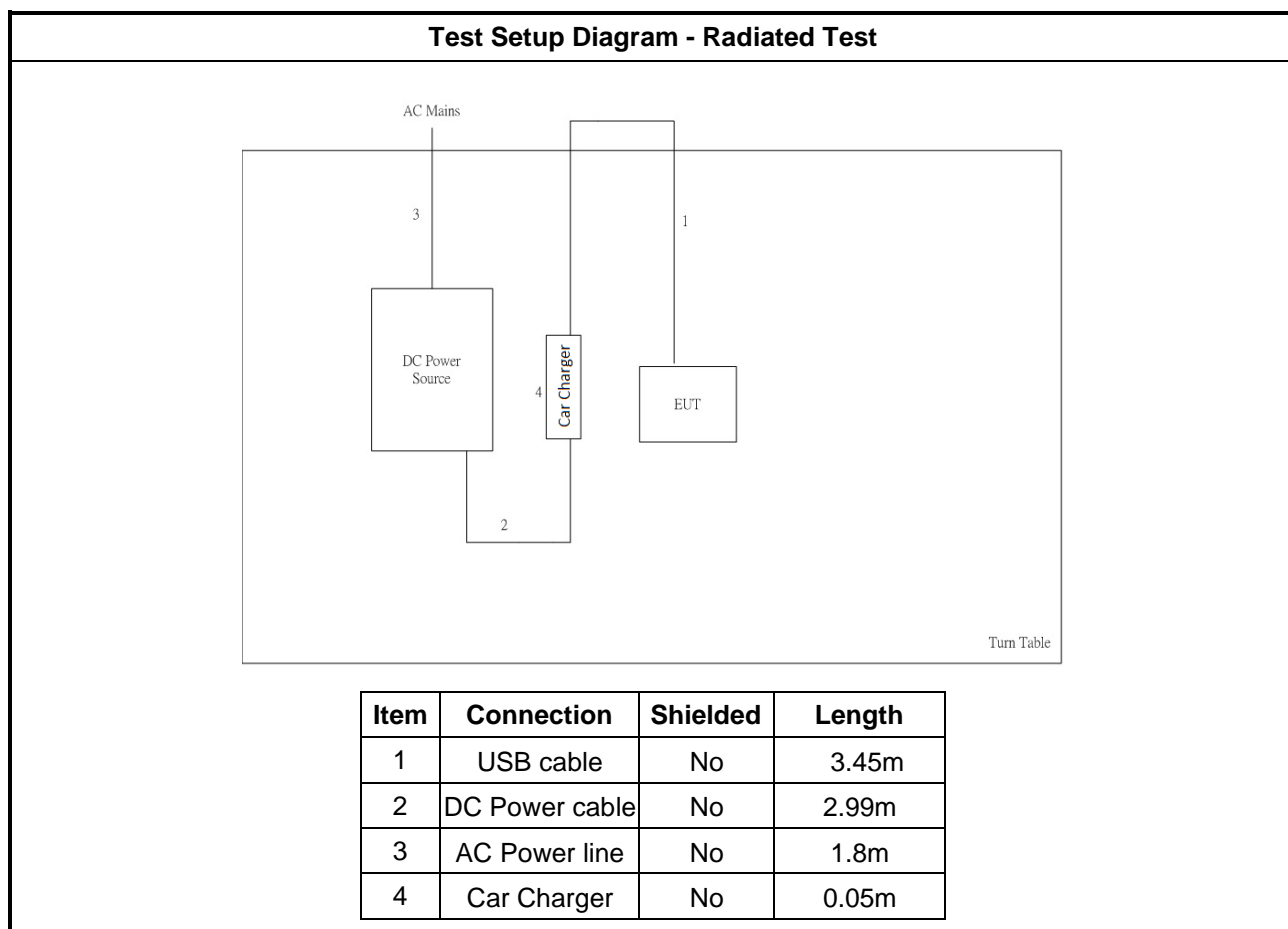 Test Setup Diagram - Radiated Test
AC Mains
3
1
DC Power
Source
4
Car Charger
EUT
2
Turn Table
Item Connection Shielded Length
1 USB cable No 3.45m
2 DC Power cable No 2.99m
3 AC Power line No 1.8m
4 Car Charger No 0.05m